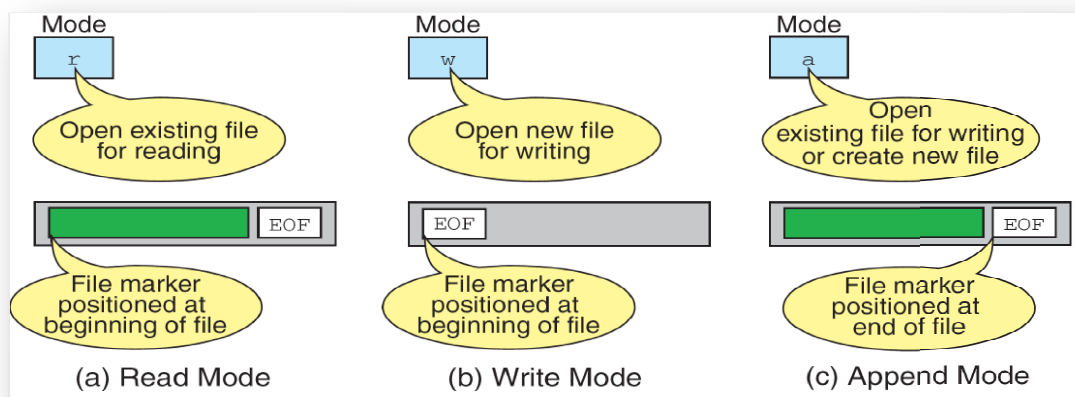 Mode
r
Open existing file
for reading
EOF
File marker
positioned at
beginning of file
(a) Read Mode
Mode
w
Open new file
for writing
EOF
File marker
positioned at
beginning of file
(b) Write Mode
Mode
a
Open
existing file for writing
or create new file
EOF
File marker
positioned at
end of file
(c) Append Mode